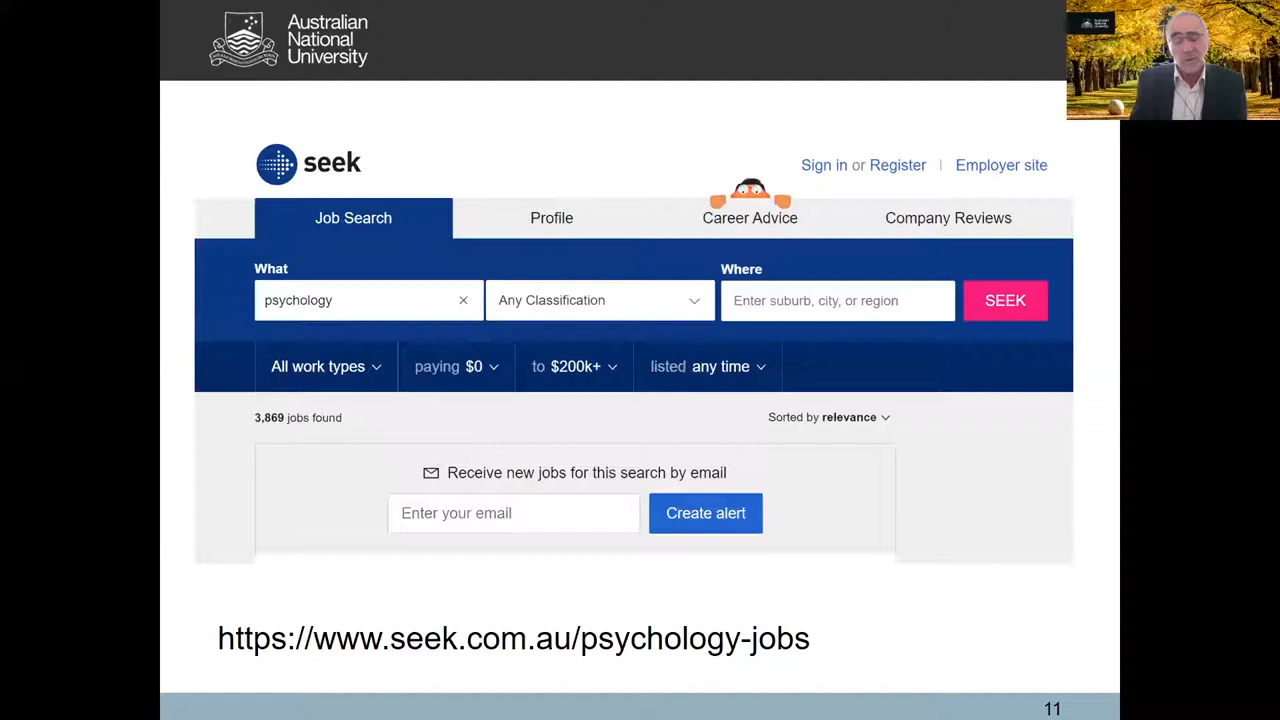 Australian
National
University
seek
Sign in or Register | Employer site
Job Search Profile Career Advice Company Reviews
What Where
psychology Any Classification Enter suburb, city, or region SEEK
All work types paying $0 to $200k+ listed any time
3,869 jobs found Sorted by relevance
Receive new jobs for this search by email
Enter your email Create alert
https://www.seek.com.au/psychology-jobs
11